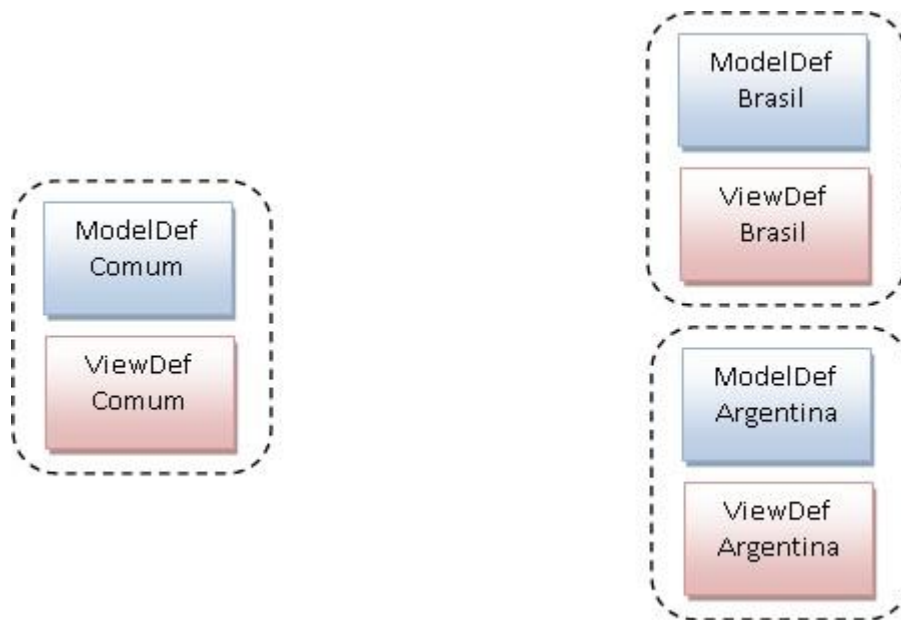 ModelDef
Comum
ViewDef
Comum
ModelDef
Brasil
ViewDef
Brasil
ModelDef
Argentina
ViewDef
Argentina